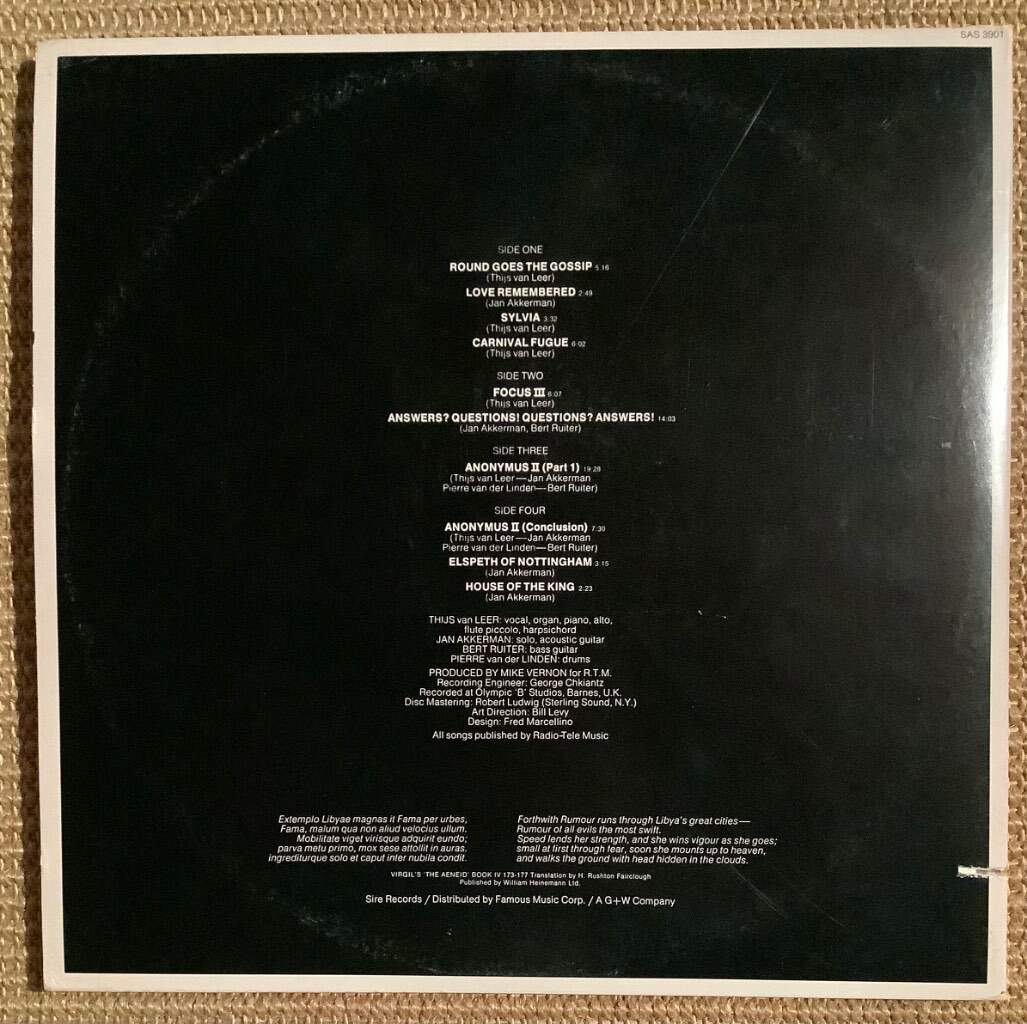 SAS 3901
SIDE ONE
ROUND GOES THE GOSSIP 5:16
(Thijs van Leer)
LOVE REMEMBERED 2:49
(Jan Akkerman)
SYLVIA 3:32
(Thijs van Leer)
CARNIVAL FUGUE 6:02
(Thijs van Leer)
SIDE TWO
FOCUS III 6:07
(Thijs van Leer)
ANSWERS? QUESTIONS! QUESTIONS? ANSWERS! 14:03
(Jan Akkerman, Bert Ruiter)
SIDE THREE
ANONYMUS II (Part 1) 19:28
(Thijs van Leer—Jan Akkerman
Pierre van der Linden—Bert Ruiter)
SIDE FOUR
ANONYMUS II (Conclusion) 7:30
(Thijs van Leer—Jan Akkerman
Pierre van der Linden—Bert Ruiter)
ELSPETH OF NOTTINGHAM 3:15
(Jan Akkerman)
HOUSE OF THE KING 2:23
(Jan Akkerman)
THIJS van LEER: vocal, organ, piano, alto,
flute piccolo, harpsichord
JAN AKKERMAN: solo, acoustic guitar
BERT RUITER: bass guitar
PIERRE van der LINDEN: drums
PRODUCED BY MIKE VERNON for R.T.M.
Recording Engineer: George Chkiantz
Recorded at Olympic 'B' Studios, Barnes, U.K.
Disc Mastering: Robert Ludwig (Sterling Sound, N.Y.)
Art Direction: Bill Levy
Design: Fred Marcellino
All songs published by Radio-Tele Music
Extemplo Libyae magnas it Fama per urbes,
Fama, malum qua non aliud velocius ullum.
Mobilitate viget virisque adquirit eundo;
parva metu primo, mox sese attollit in auras.
ingrediturque solo et caput inter nubila condit.
Forthwith Rumour runs through Libya's great cities—
Rumour of all evils the most swift.
Speed lends her strength, and she wins vigour as she goes;
small at first through fear, soon she mounts up to heaven,
and walks the ground with head hidden in the clouds.
VIRGIL'S 'THE AENEID' BOOK IV 173-177 Translation by H. Rushton Fairclough
Published by William Heinemann Ltd.
Sire Records / Distributed by Famous Music Corp. / A G+W Company